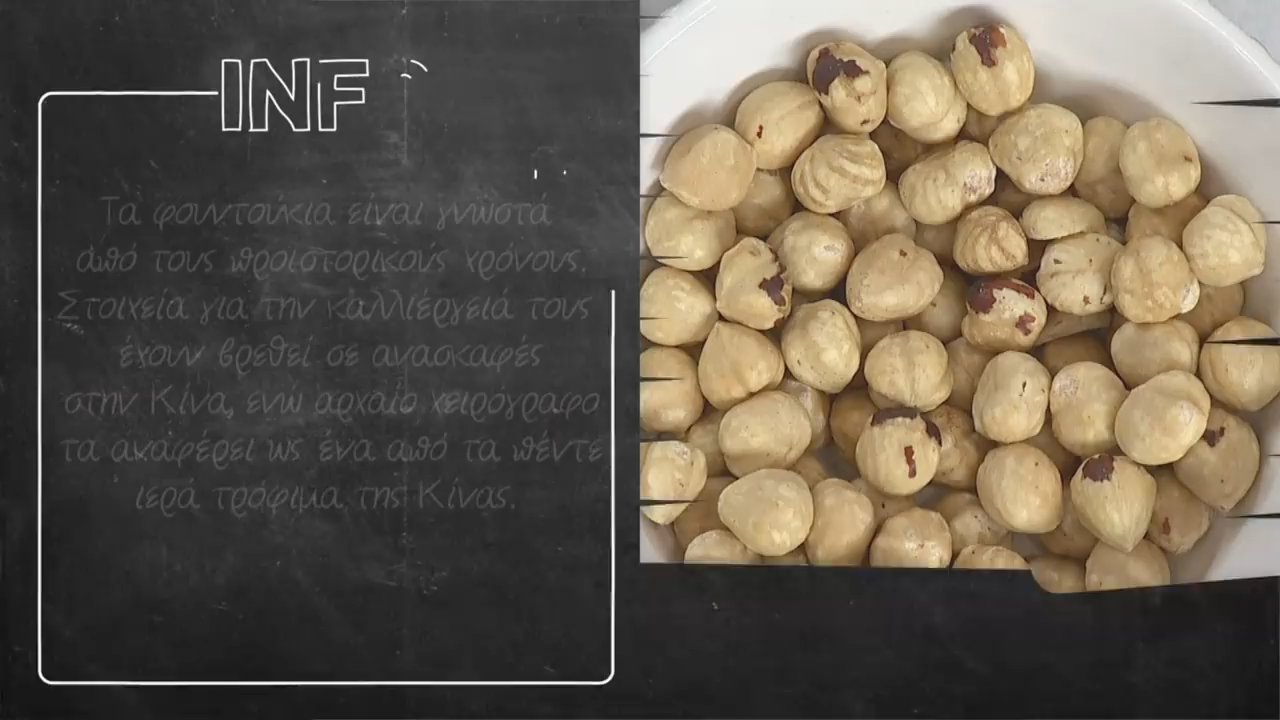 INF
Τα φουντούκια είναι γνωστά
από τους προϊστορικούς χρόνους.
Στοιχεία για την καλλιέργειά τους
έχουν βρεθεί σε ανασκαφές
στην Κίνα, ενώ αρχαίο χειρόγραφο
τα αναφέρει ως ένα από τα πέντε
ιερά τρόφιμα της Κίνας.